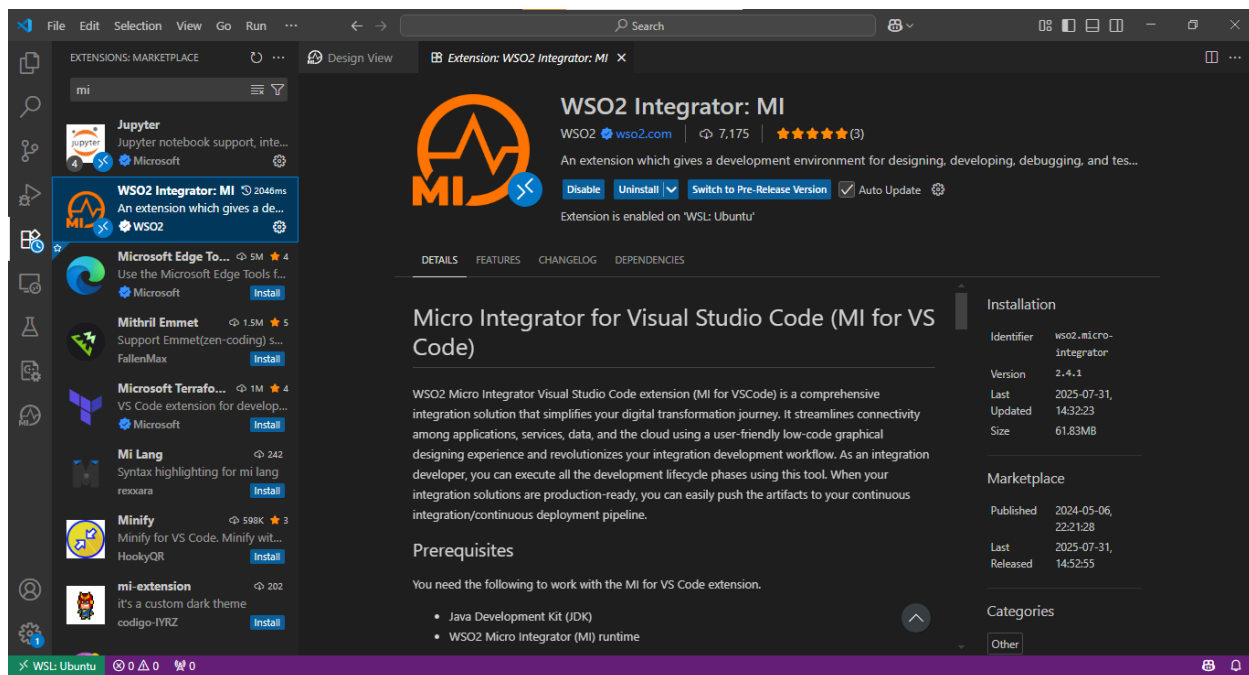 File Edit Selection View Go Run ···
Search
EXTENSIONS: MARKETPLACE
mi
Jupyter
Jupyter notebook support, inte...
Microsoft
jupyter
4
WSO2 Integrator: MI 2046ms
An extension which gives a de...
WSO2
MI
Microsoft Edge To... 5M 4
Use the Microsoft Edge Tools f...
Microsoft Install
Mithril Emmet 1.5M 5
Support Emmet(zen-coding) s...
FallenMax Install
Microsoft Terrafo... 1M 4
VS Code extension for develop...
Microsoft Install
Mi Lang 242
Syntax highlighting for mi lang
rexxara Install
Minify 598K 3
Minify for VS Code. Minify wit...
HookyQR Install
mi-extension 202
it's a custom dark theme
codigo-IYRZ Install
MI
1
Design View
Extension: WSO2 Integrator: MI
MI
WSO2 Integrator: MI
WSO2 wso2.com 7,175 (3)
An extension which gives a development environment for designing, developing, debugging, and tes...
Disable Uninstall Switch to Pre-Release Version Auto Update
Extension is enabled on 'WSL: Ubuntu'
DETAILS FEATURES CHANGELOG DEPENDENCIES
Micro Integrator for Visual Studio Code (MI for VS
Code)
WSO2 Micro Integrator Visual Studio Code extension (MI for VSCode) is a comprehensive
integration solution that simplifies your digital transformation journey. It streamlines connectivity
among applications, services, data, and the cloud using a user-friendly low-code graphical
designing experience and revolutionizes your integration development workflow. As an integration
developer, you can execute all the development lifecycle phases using this tool. When your
integration solutions are production-ready, you can easily push the artifacts to your continuous
integration/continuous deployment pipeline.
Prerequisites
You need the following to work with the MI for VS Code extension.
• Java Development Kit (JDK)
• WSO2 Micro Integrator (MI) runtime
Installation
Identifier wso2.micro-
integrator
Version 2.4.1
Last 2025-07-31,
Updated 14:32:23
Size 61.83MB
Marketplace
Published 2024-05-06,
22:21:28
Last 2025-07-31,
Released 14:52:55
Categories
Other
WSL: Ubuntu 0 0 0